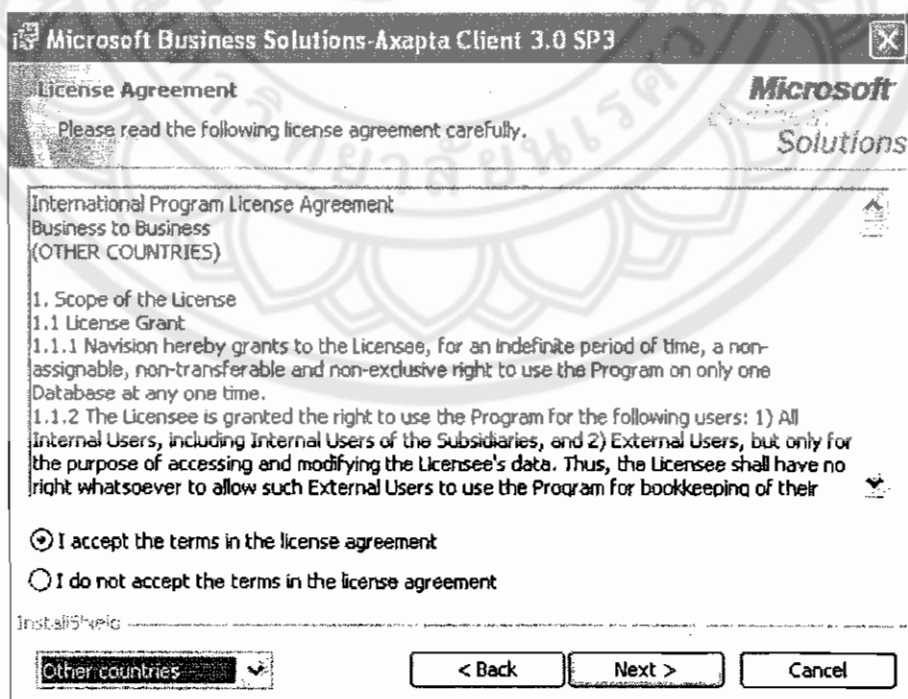 Microsoft Business Solutions-Axapta Client 3.0 SP3
License Agreement
Please read the following license agreement carefully.
Microsoft
Solutions
International Program License Agreement
Business to Business
(OTHER COUNTRIES)
1. Scope of the License
1.1 License Grant
1.1.1 Navision hereby grants to the Licensee, for an indefinite period of time, a non-
assignable, non-transferable and non-exclusive right to use the Program on only one
Database at any one time.
1.1.2 The Licensee is granted the right to use the Program for the following users: 1) All
Internal Users, including Internal Users of the Subsidiaries, and 2) External Users, but only for
the purpose of accessing and modifying the Licensee's data. Thus, the Licensee shall have no
right whatsoever to allow such External Users to use the Program for bookkeeping of their
I accept the terms in the license agreement
I do not accept the terms in the license agreement
InstallShield
Other countries
< Back
Next >
Cancel